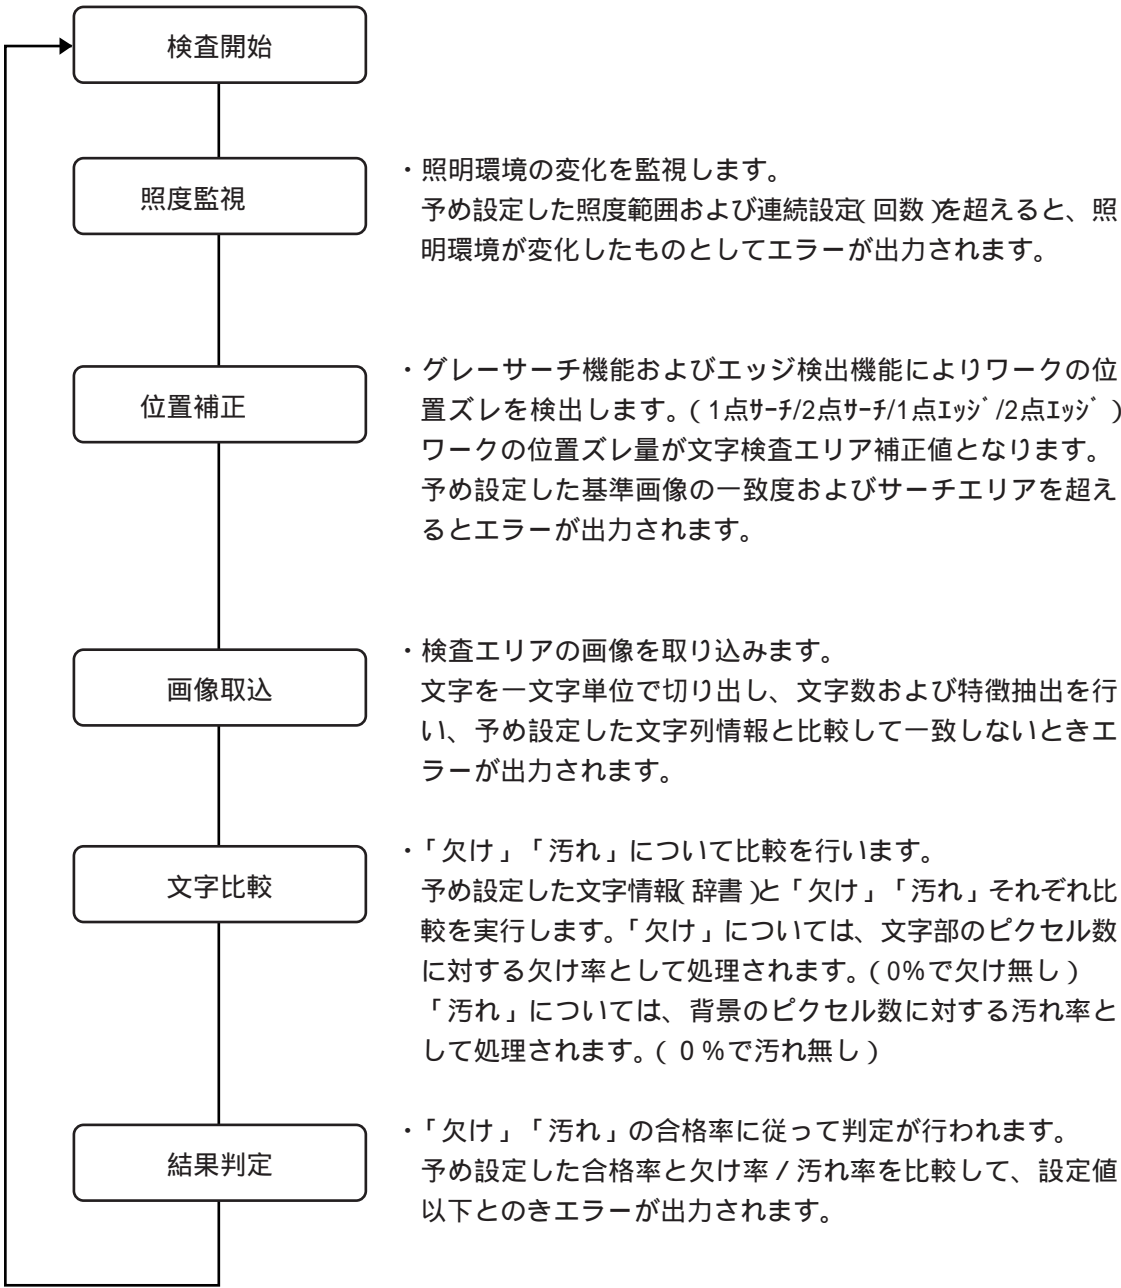 検査開始
照度監視
・照明環境の変化を監視します。
予め設定した照度範囲および連続設定(回数)を超えると、照
明環境が変化したものとしてエラーが出力されます。
位置補正
・グレーサーチ機能およびエッジ検出機能によりワークの位
置ズレを検出します。(1点ｻｰﾁ/2点ｻｰﾁ/1点ｴｯｼﾞ/2点ｴｯｼﾞ)
ワークの位置ズレ量が文字検査エリア補正値となります。
予め設定した基準画像の一致度およびサーチエリアを超え
るとエラーが出力されます。
画像取込
・検査エリアの画像を取り込みます。
文字を一文字単位で切り出し、文字数および特徴抽出を行
い、予め設定した文字列情報と比較して一致しないときエ
ラーが出力されます。
文字比較
・「欠け」「汚れ」について比較を行います。
予め設定した文字情報(辞書)と「欠け」「汚れ」それぞれ比
較を実行します。「欠け」については、文字部のピクセル数
に対する欠け率として処理されます。(0%で欠け無し)
「汚れ」については、背景のピクセル数に対する汚れ率と
して処理されます。(０%で汚れ無し)
結果判定
・「欠け」「汚れ」の合格率に従って判定が行われます。
予め設定した合格率と欠け率/汚れ率を比較して、設定値
以下とのきエラーが出力されます。